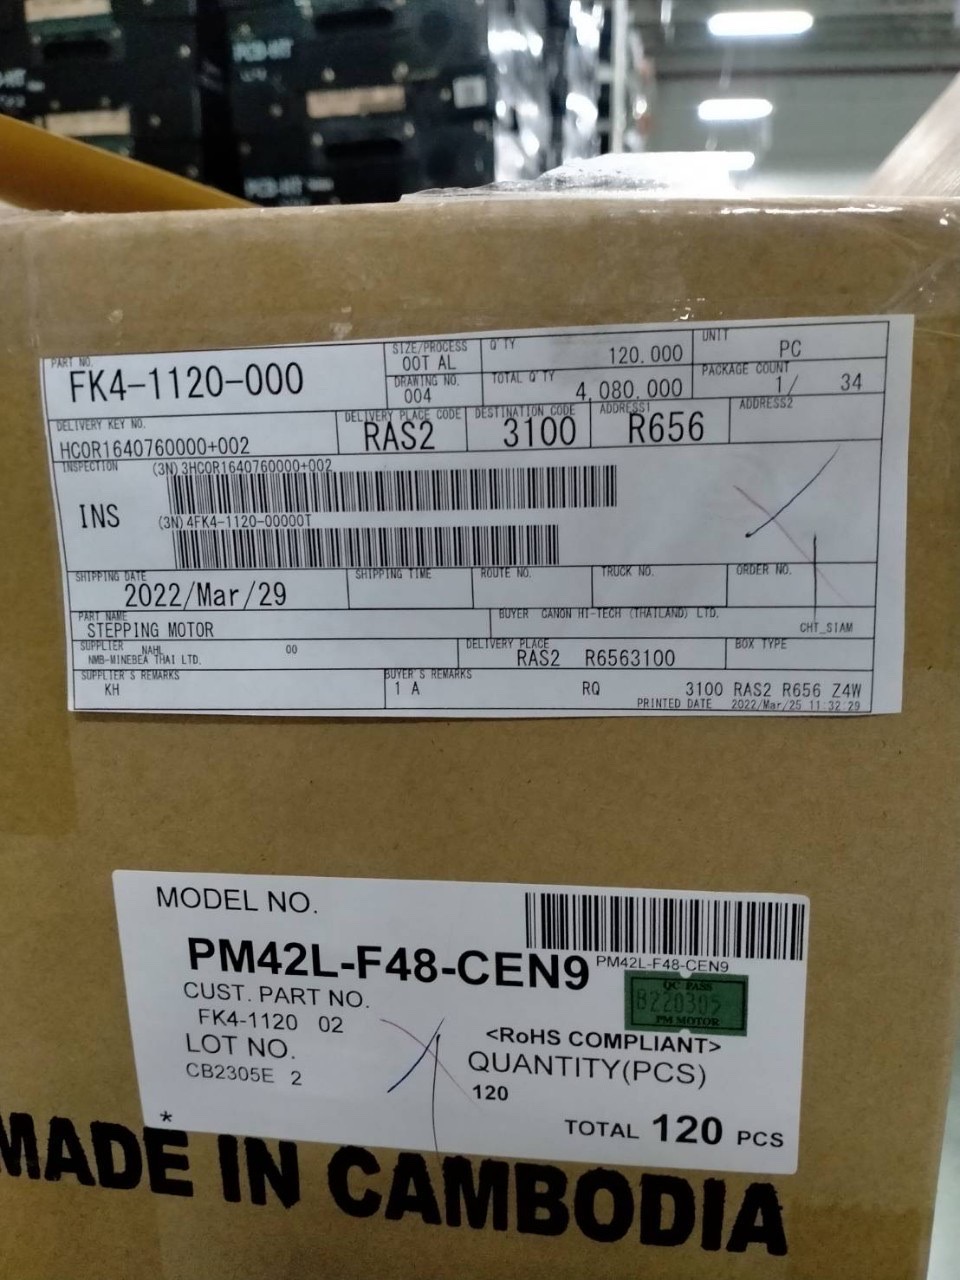 PART NO.
FK4-1120-000
SIZE/PROCESS
00T AL
DRAWING NO.
004
Q'TY
120.000
TOTAL Q'TY
4,080.000
UNIT
PC
PACKAGE COUNT
1/ 34
DELIVERY KEY NO.
HC0R1640760000+002
DELIVERY PLACE CODE
RAS2
DESTINATION CODE
3100
ADDRESS1
R656
ADDRESS2
INSPECTION
INS
(3N) 3HC0R1640760000+002
(3N) 4FK4-1120-00000T
SHIPPING DATE
2022/Mar/29
SHIPPING TIME
ROUTE NO.
TRUCK NO.
ORDER NO.
PART NAME
STEPPING MOTOR
BUYER CANON HI-TECH (THAILAND) LTD.
CHT_SIAM
SUPPLIER NAHL 00
NMB-MINEBEA THAI LTD.
DELIVERY PLACE
RAS2 R6563100
BOX TYPE
SUPPLIER'S REMARKS
KH
BUYER'S REMARKS
1 A RQ 3100 RAS2 R656 Z4W
PRINTED DATE 2022/Mar/25 11:32:29
MODEL NO.
PM42L-F48-CEN9
PM42L-F48-CEN9
CUST. PART NO.
FK4-1120 02
QC PASS
B220305
PM MOTOR
LOT NO.
CB2305E 2
<RoHS COMPLIANT>
QUANTITY(PCS)
120
*
TOTAL 120 PCS
MADE IN CAMBODIA